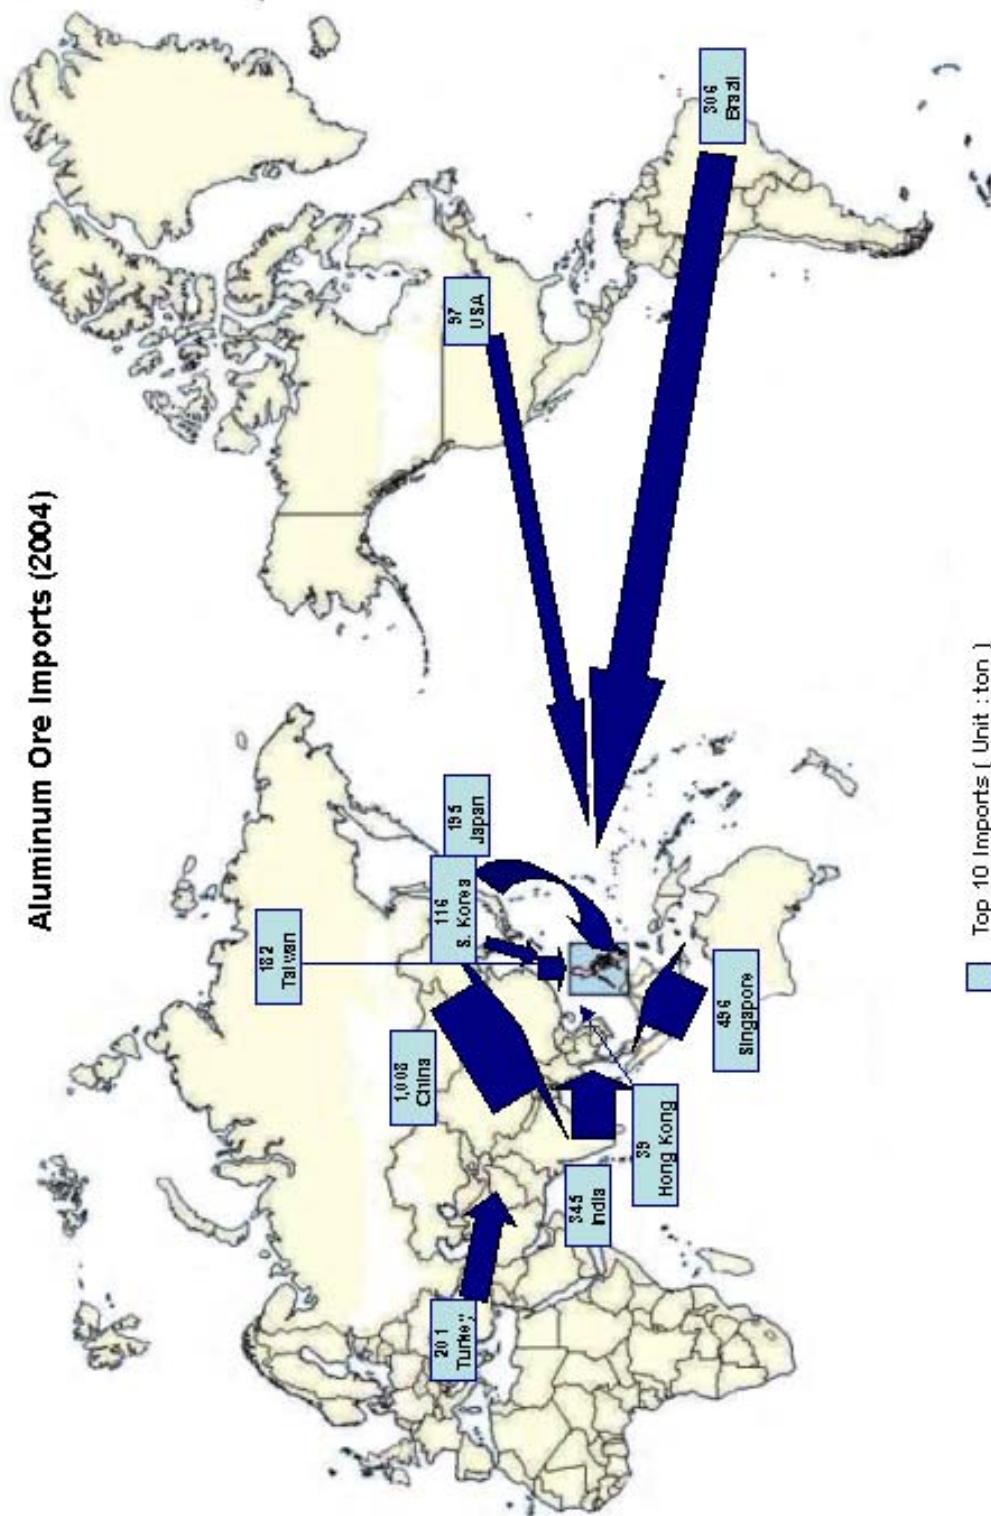 Aluminum Ore Imports (2004)
201
Turkey
345
India
39
Hong Kong
1,008
China
496
Singapore
182
Taiwan
116
S. Korea
195
Japan
97
USA
306
Brazil
Top 10 Imports ( Unit : ton )